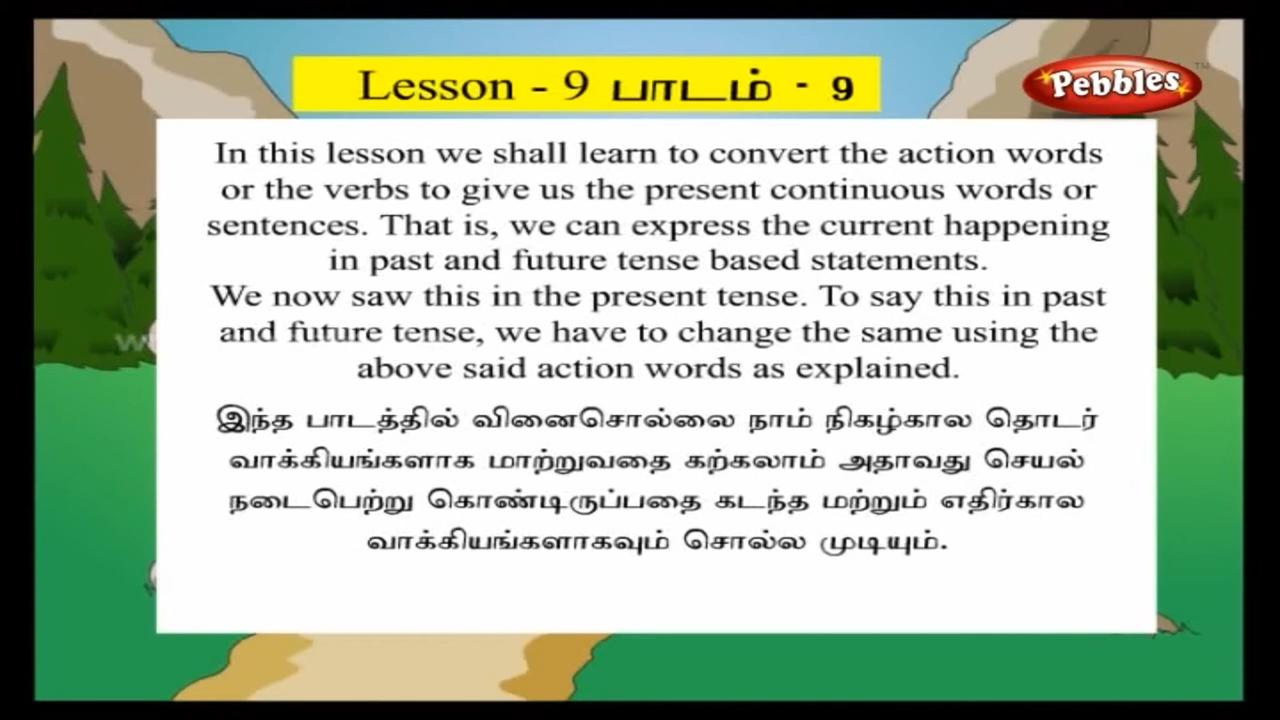 Lesson - 9 பாடம் - 9
Pebbles
In this lesson we shall learn to convert the action words
or the verbs to give us the present continuous words or
sentences. That is, we can express the current happening
in past and future tense based statements.
We now saw this in the present tense. To say this in past
and future tense, we have to change the same using the
above said action words as explained.
இந்த பாடத்தில் வினைசொல்லை நாம் நிகழ்கால தொடர்
வாக்கியங்களாக மாற்றுவதை கற்கலாம் அதாவது செயல்
நடைபெற்று கொண்டிருப்பதை கடந்த மற்றும் எதிர்கால
வாக்கியங்களாகவும் சொல்ல முடியும்.